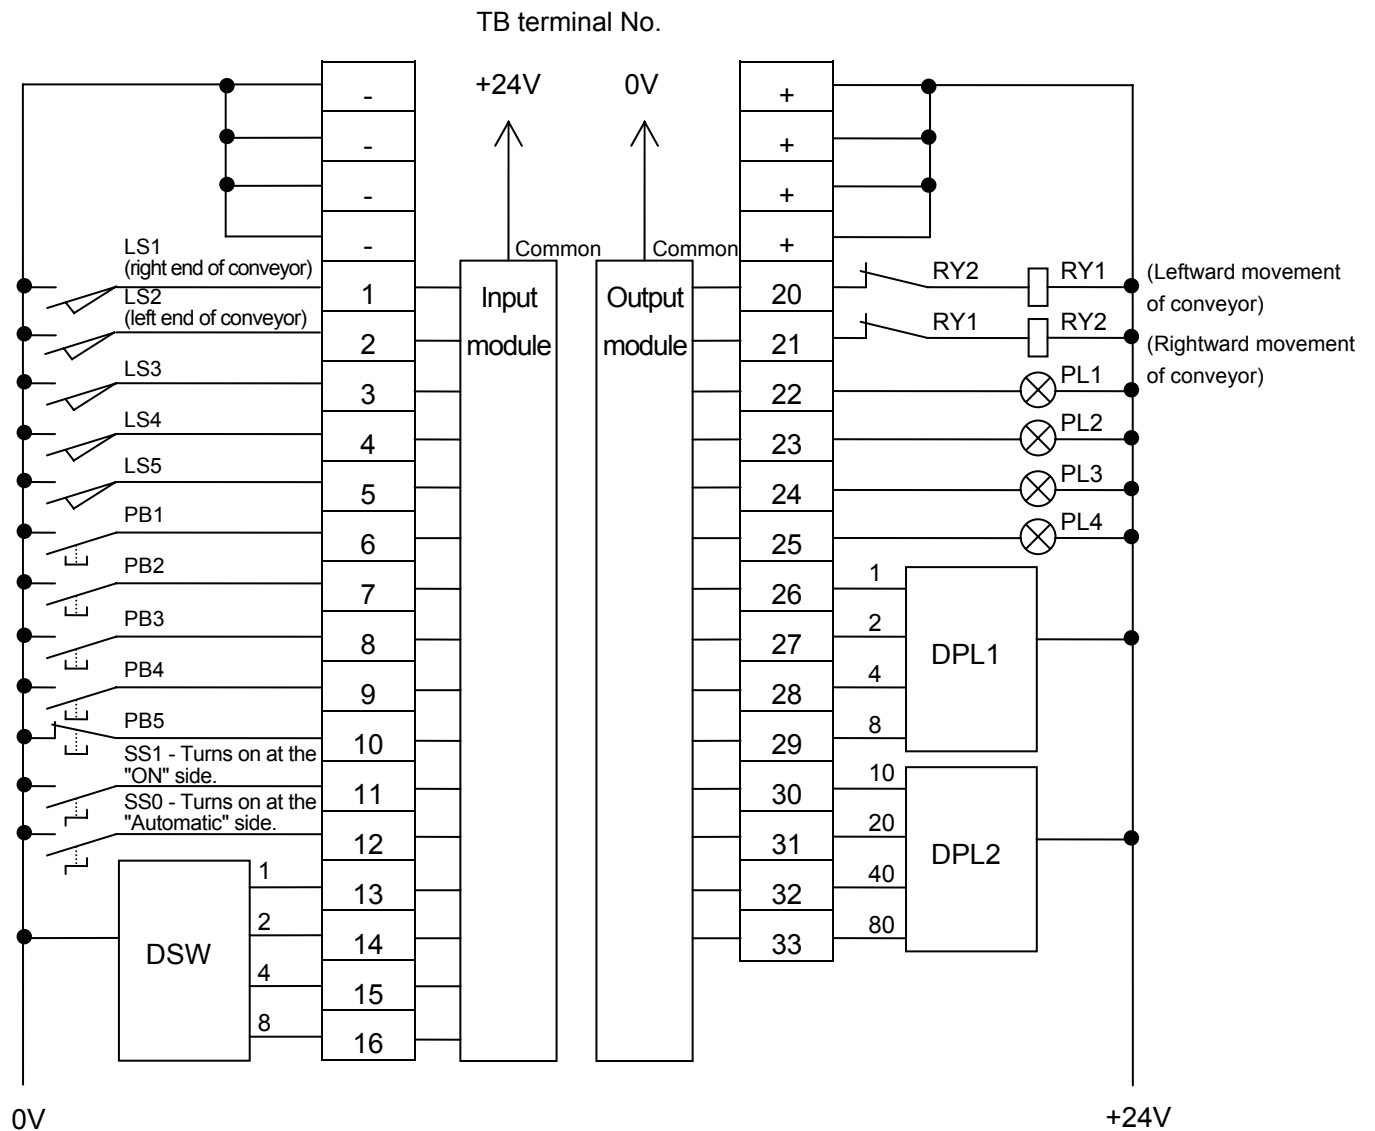 TB terminal No.
+24V
0V
-
-
-
-
+
+
+
+
Common
Common
Input
module
Output
module
LS1
(right end of conveyor)
1
LS2
(left end of conveyor)
2
LS3
3
LS4
4
LS5
5
PB1
6
PB2
7
PB3
8
PB4
9
PB5
10
SS1 - Turns on at the
"ON" side.
11
SS0 - Turns on at the
"Automatic" side.
12
DSW
1
13
2
14
4
15
8
16
0V
20
RY2
RY1
(Leftward movement
of conveyor)
21
RY1
RY2
(Rightward movement
of conveyor)
22
PL1
23
PL2
24
PL3
25
PL4
26
1
27
2
28
4
29
8
DPL1
30
10
31
20
32
40
33
80
DPL2
+24V